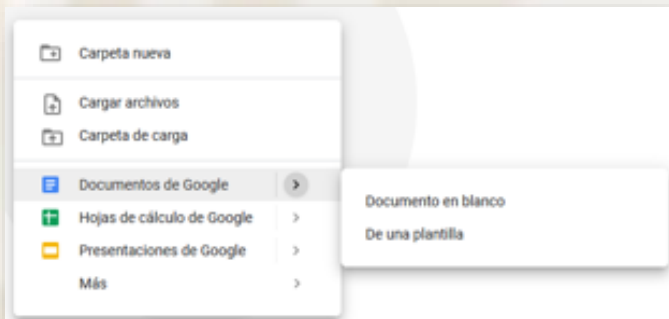 Carpeta nueva
Cargar archivos
Carpeta de carga
Documentos de Google
Hojas de cálculo de Google
Presentaciones de Google
Más
Documento en blanco
De una plantilla